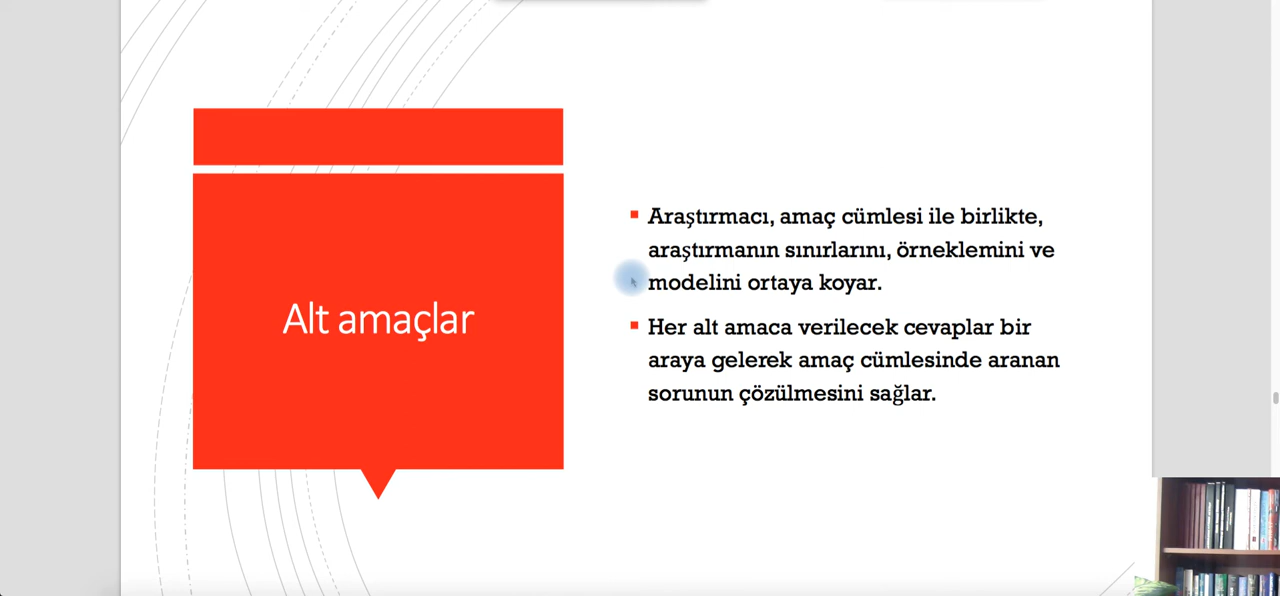 Alt amaçlar
Araştırmacı, amaç cümlesi ile birlikte,
araştırmanın sınırlarını, örneklemini ve
modelini ortaya koyar.
Her alt amaca verilecek cevaplar bir
araya gelerek amaç cümlesinde aranan
sorunun çözülmesini sağlar.